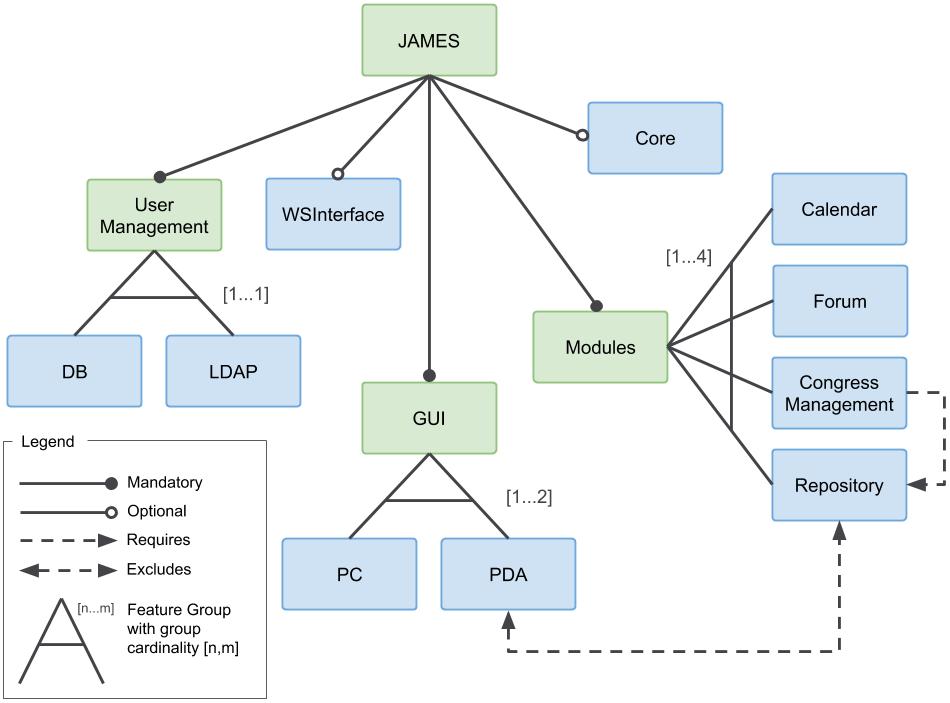 JAMES
Core
User
Management
WSInterface
Calendar
[1...4]
Forum
Modules
[1...1]
DB
LDAP
Congress
Management
GUI
Repository
[1...2]
PC
PDA
Legend
Mandatory
Optional
Requires
Excludes
[n...m]
Feature Group
with group
cardinality [n,m]